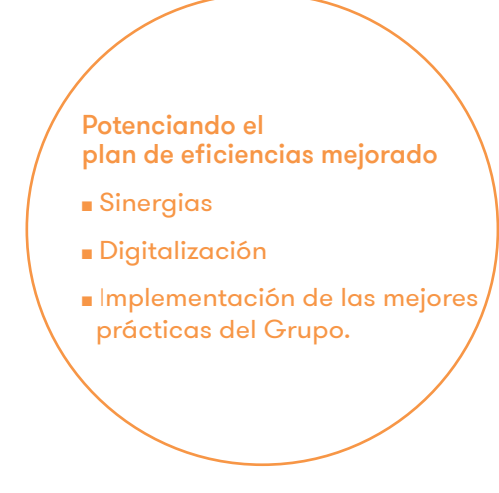 Potenciando el
plan de eficiencias mejorado
▪ Sinergias
▪ Digitalización
▪ Implementación de las mejores
prácticas del Grupo.